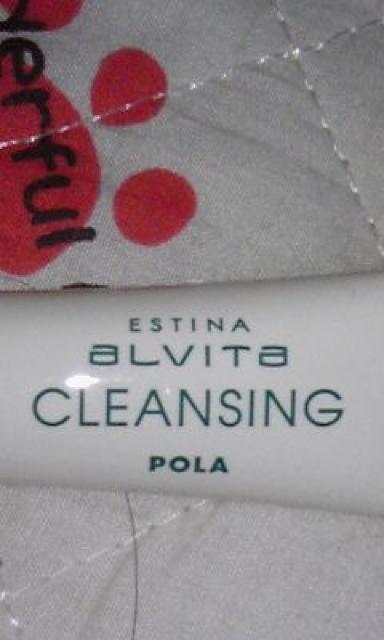 erful
ESTINA
aLVITa
CLEANSING
POLA